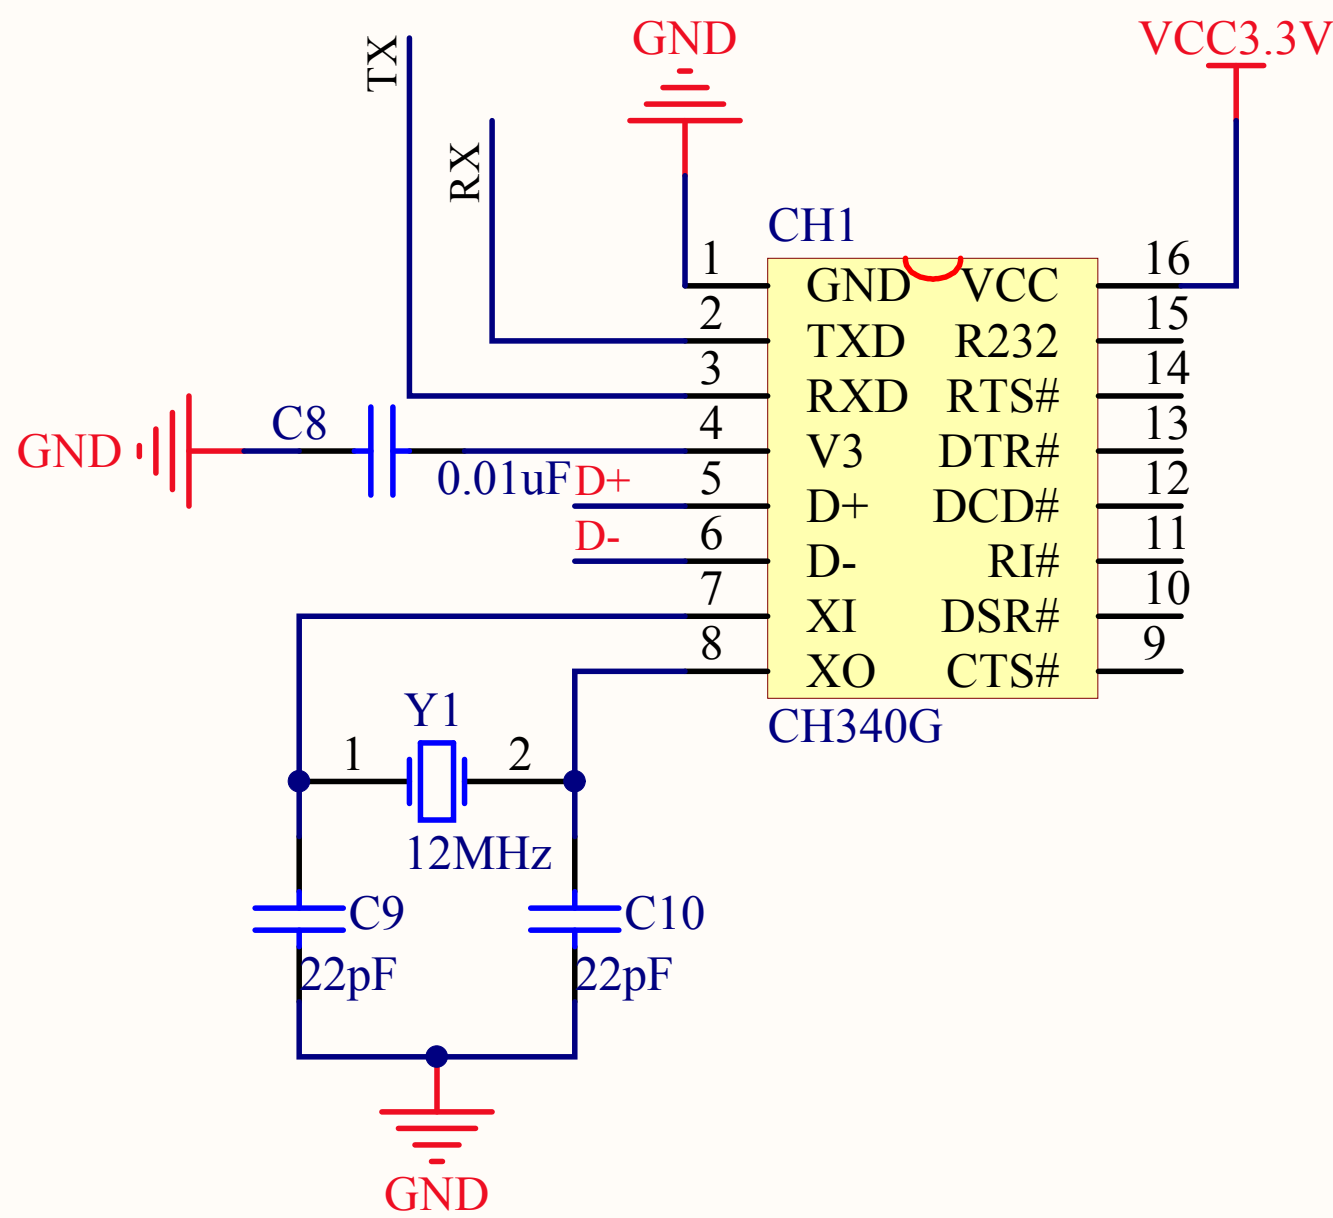 TX
GND
VCC3.3V
RX
CH1
1 GND VCC 16
2 TXD R232 15
3 RXD RTS# 14
GND C8 0.01uF 4 V3 DTR# 13
D+ 5 D+ DCD# 12
D- 6 D- RI# 11
7 XI DSR# 10
8 XO CTS# 9
CH340G
Y1
1 2
12MHz
C9 C10
22pF 22pF
GND